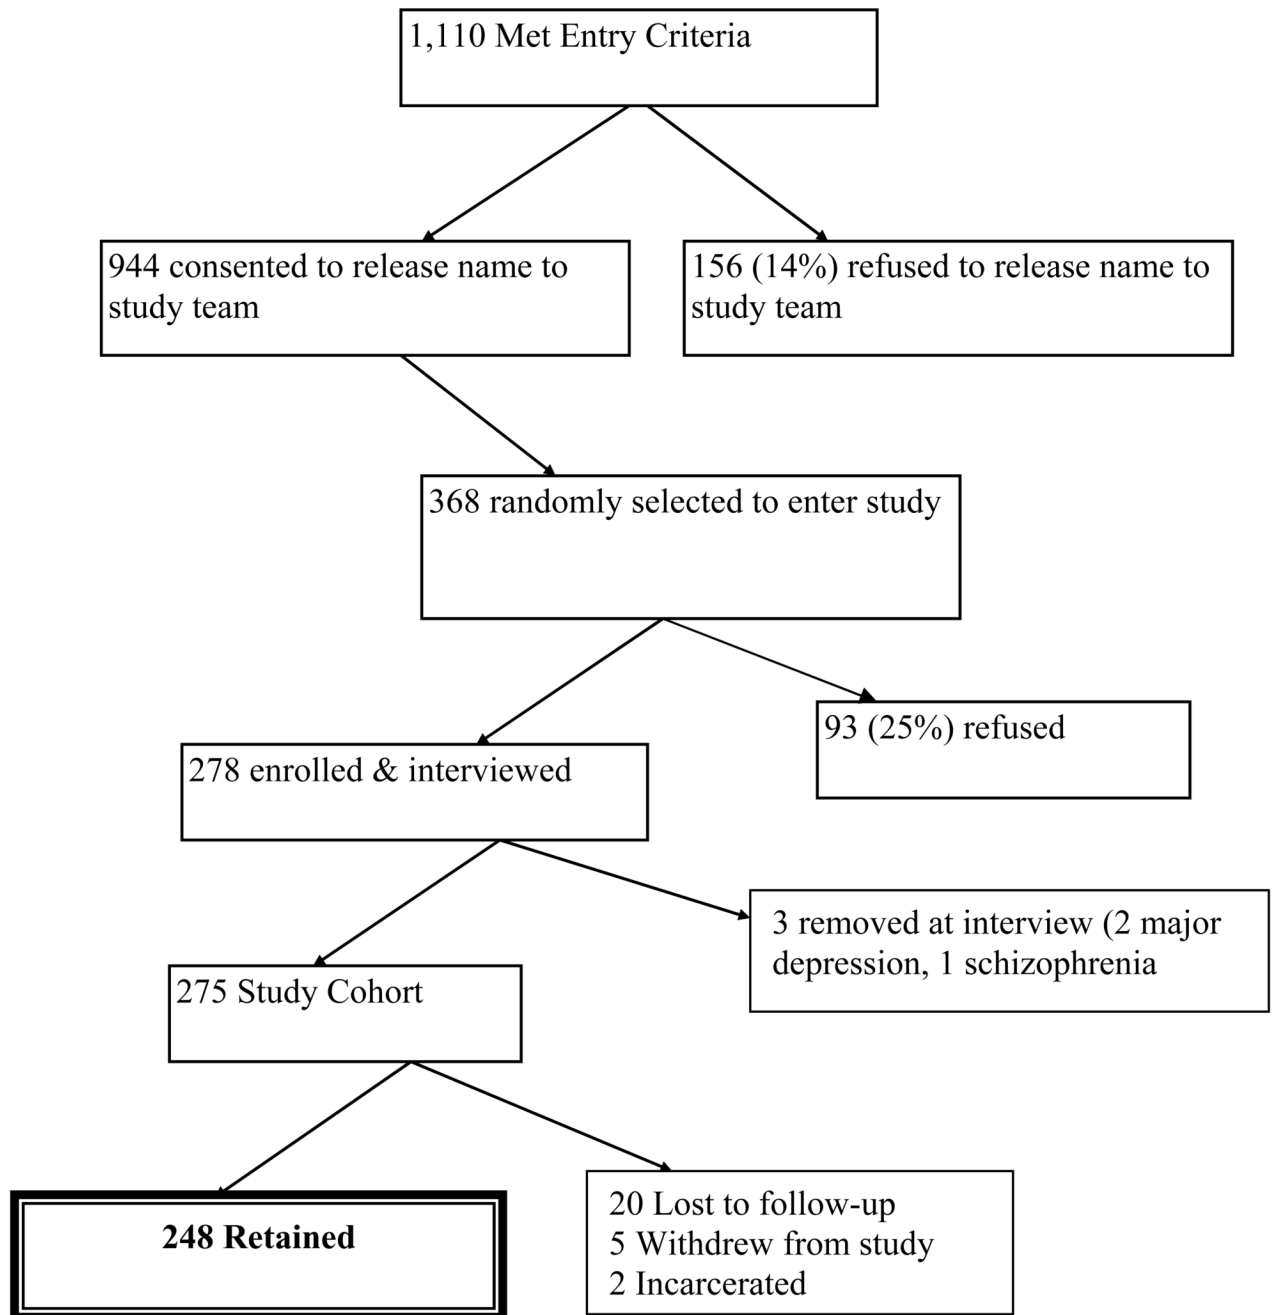 1,110 Met Entry Criteria
944 consented to release name to
study team
156 (14%) refused to release name to
study team
368 randomly selected to enter study
93 (25%) refused
278 enrolled & interviewed
3 removed at interview (2 major
depression, 1 schizophrenia
275 Study Cohort
20 Lost to follow-up
5 Withdrew from study
2 Incarcerated
248 Retained